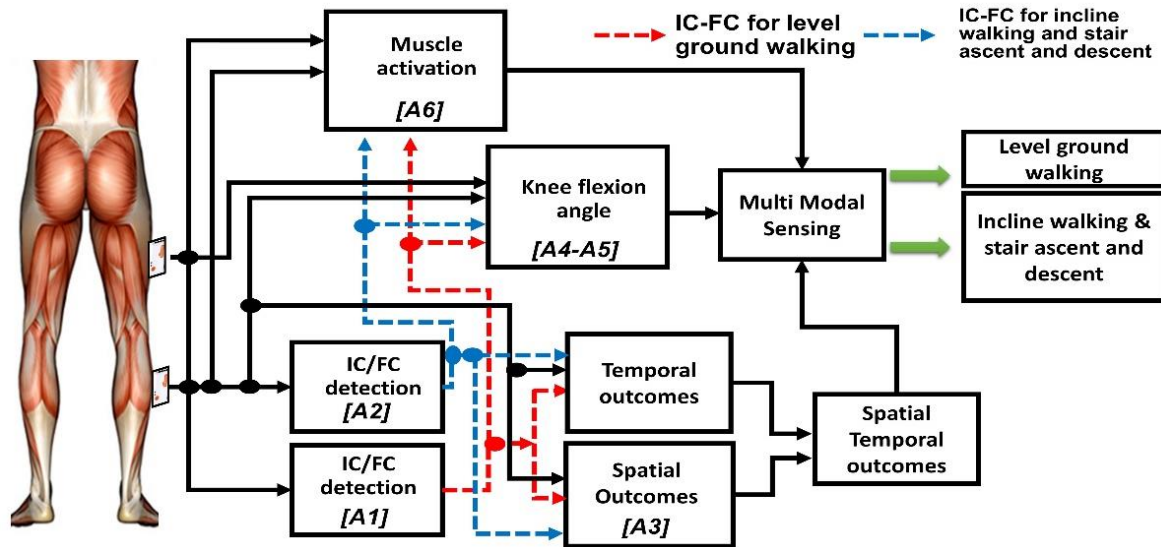 Muscle
activation
[A6]
IC-FC for level
ground walking
IC-FC for incline
walking and stair
ascent and descent
Knee flexion
angle
[A4-A5]
Multi Modal
Sensing
Level ground
walking
Incline walking &
stair ascent and
descent
IC/FC
detection
[A2]
Temporal
outcomes
IC/FC
detection
[A1]
Spatial
Outcomes
[A3]
Spatial
Temporal
outcomes